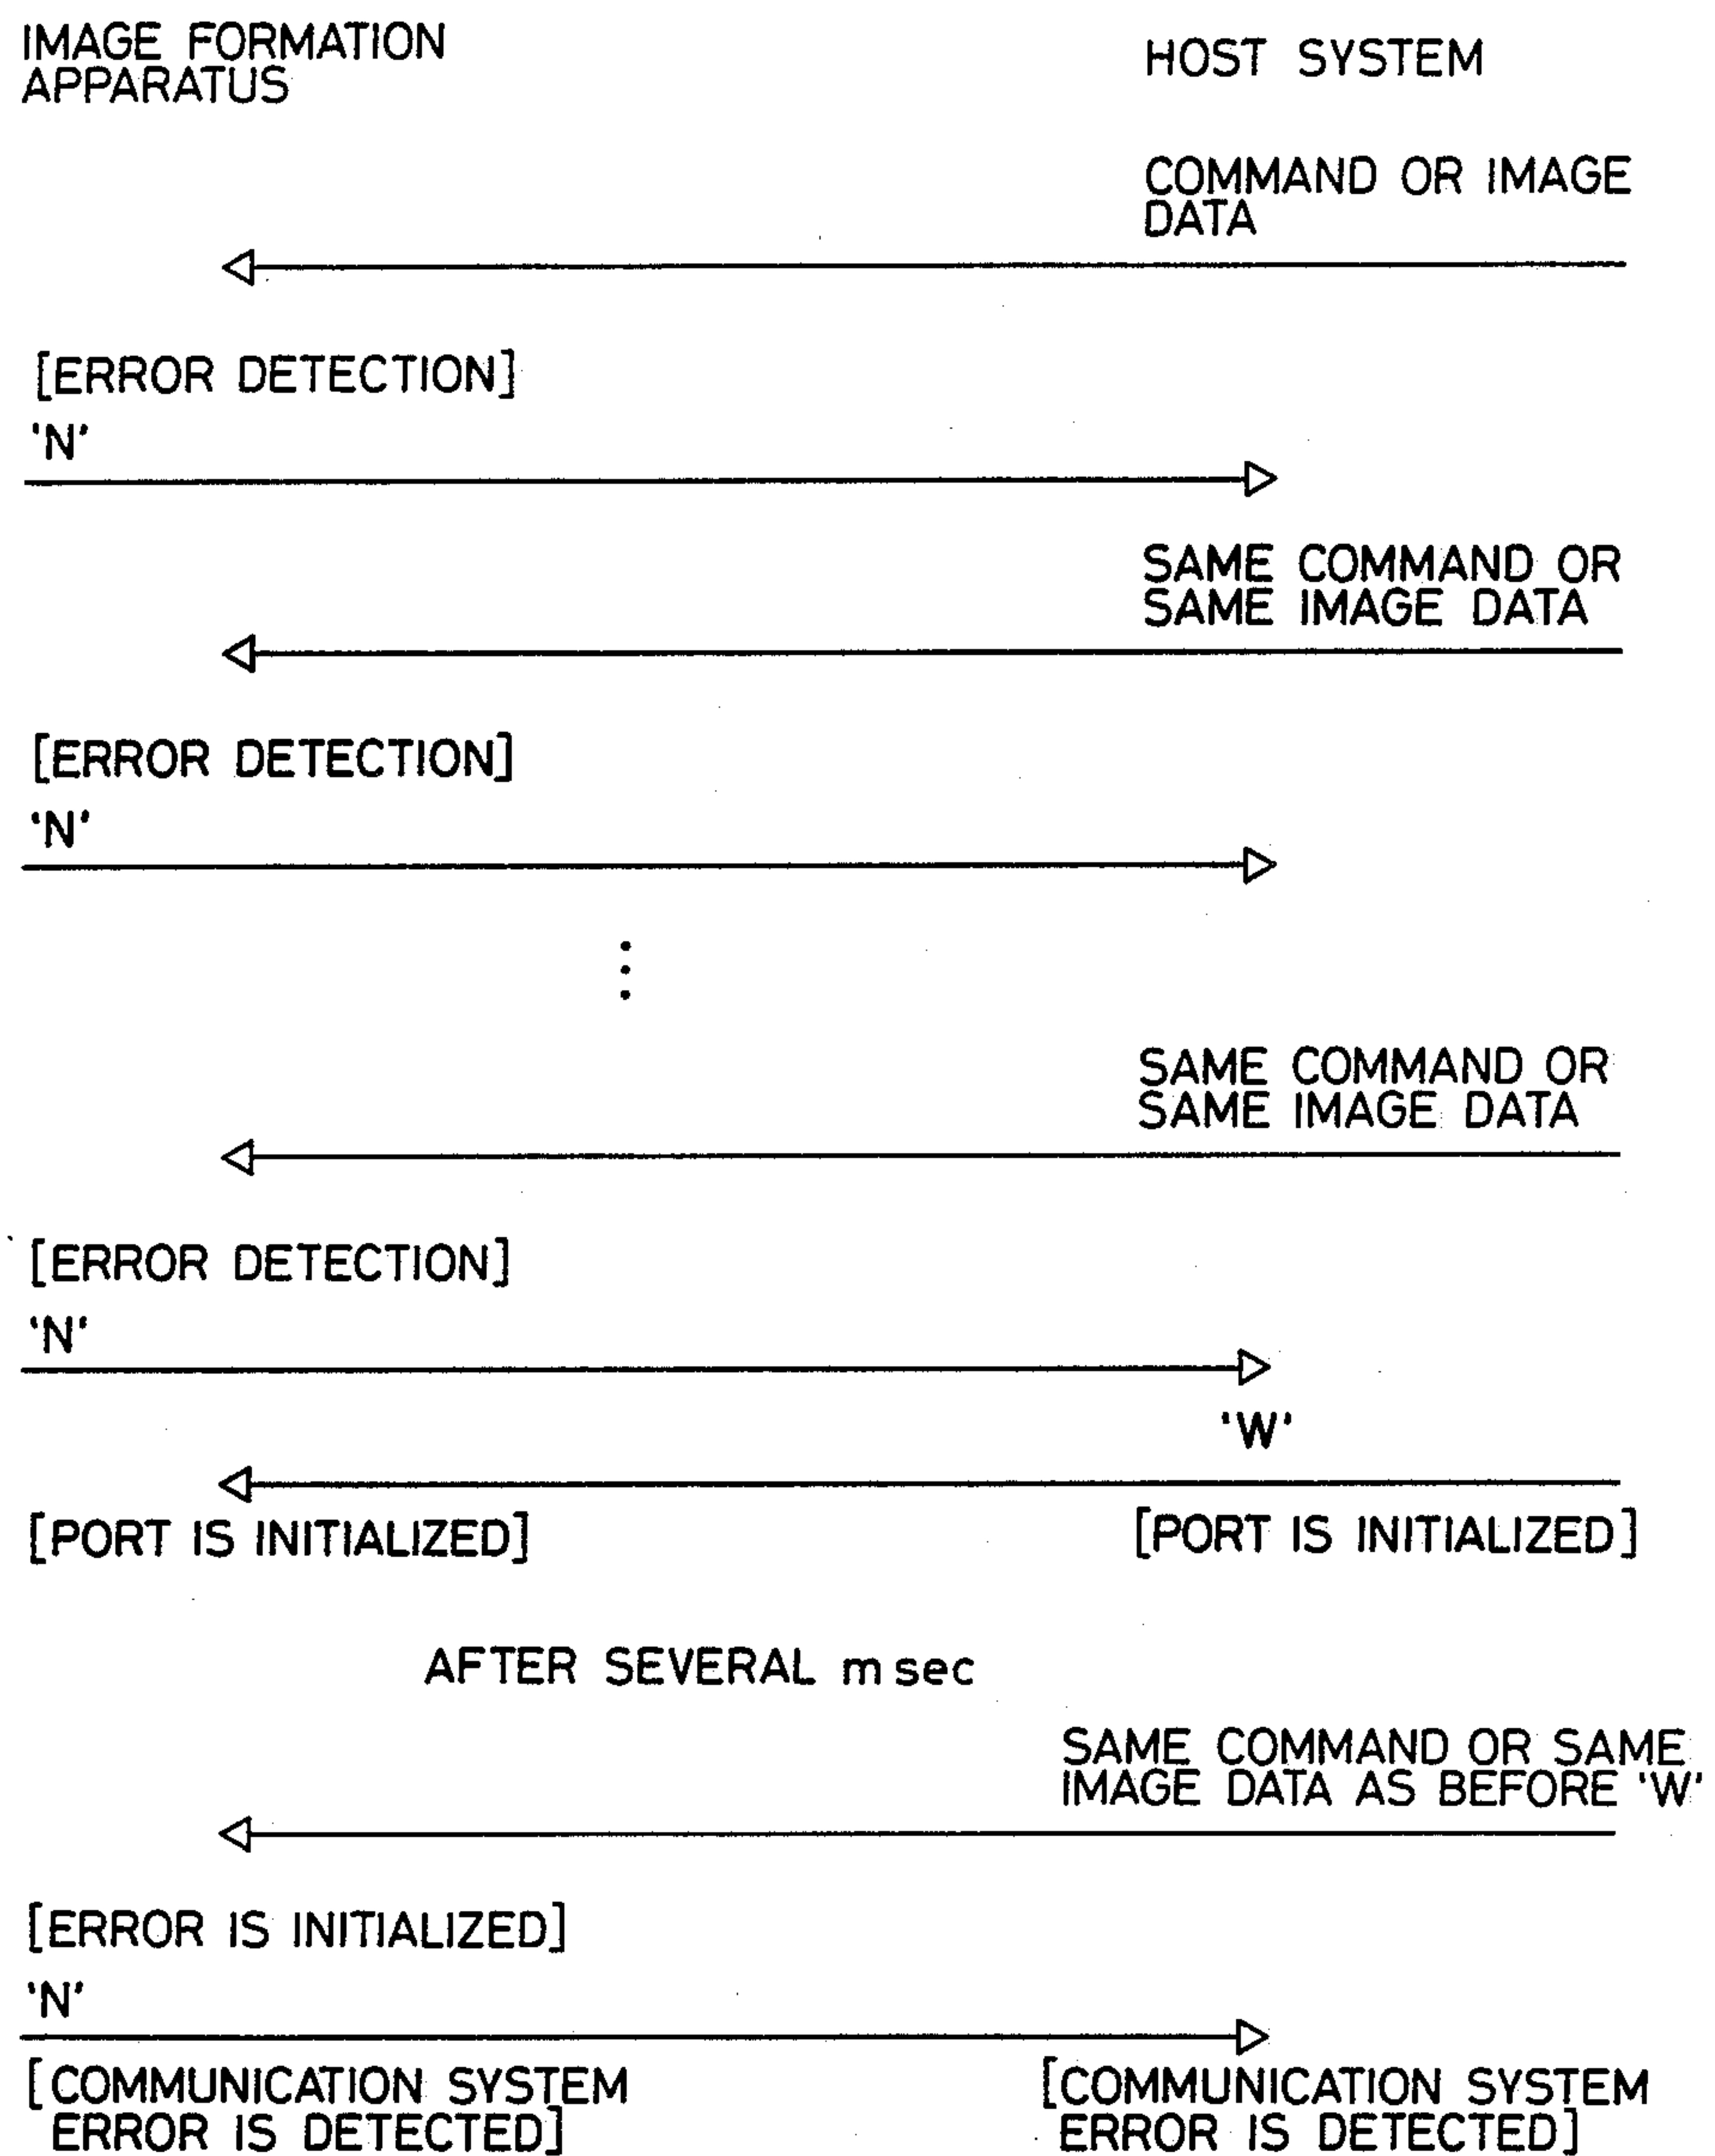 IMAGE FORMATION
APPARATUS
HOST SYSTEM
COMMAND OR IMAGE
DATA
[ERROR DETECTION]
'N'
SAME COMMAND OR
SAME IMAGE DATA
[ERROR DETECTION]
'N'
SAME COMMAND OR
SAME IMAGE DATA
[ERROR DETECTION]
'N'
'W'
[PORT IS INITIALIZED]
[PORT IS INITIALIZED]
AFTER SEVERAL msec
SAME COMMAND OR SAME
IMAGE DATA AS BEFORE 'W'
[ERROR IS INITIALIZED]
'N'
[COMMUNICATION SYSTEM
ERROR IS DETECTED]
[COMMUNICATION SYSTEM
ERROR IS DETECTED]